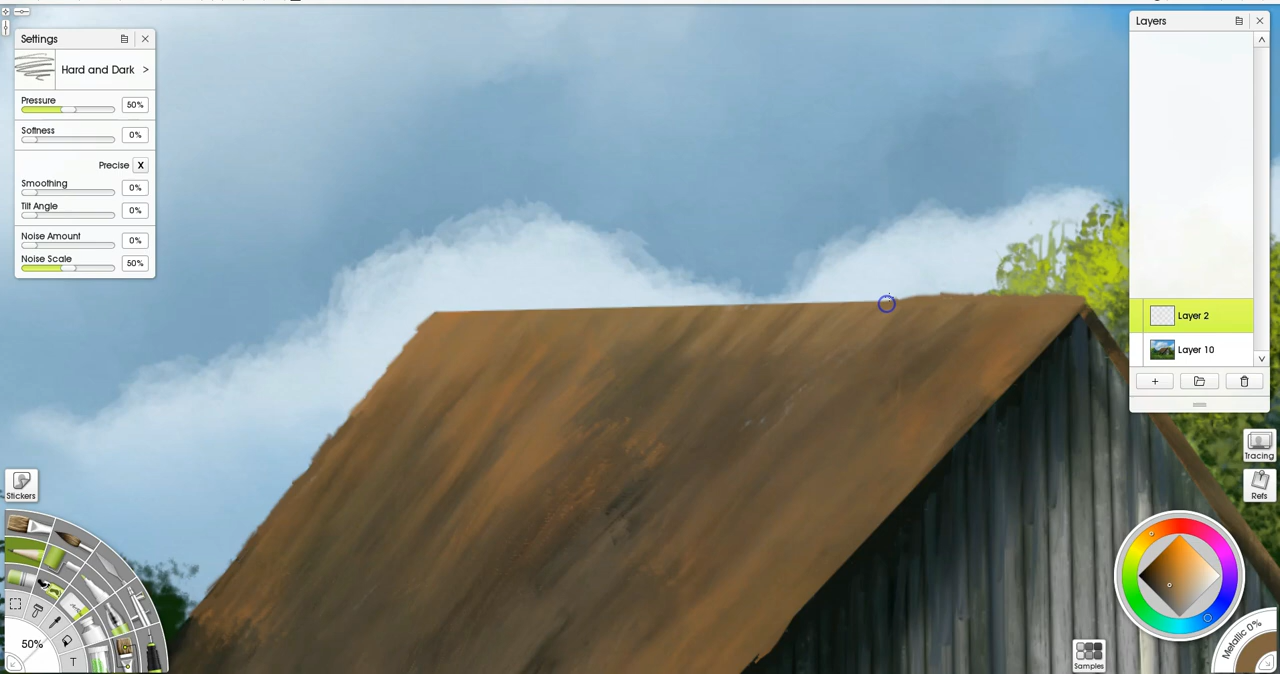 Settings
Hard and Dark >
Pressure
50%
Softness
0%
Precise X
Smoothing
0%
Tilt Angle
0%
Noise Amount
0%
Noise Scale
50%
Layers
Layer 2
Layer 10
Tracing
Refs
Stickers
50%
T
Samples
Metallic 0%